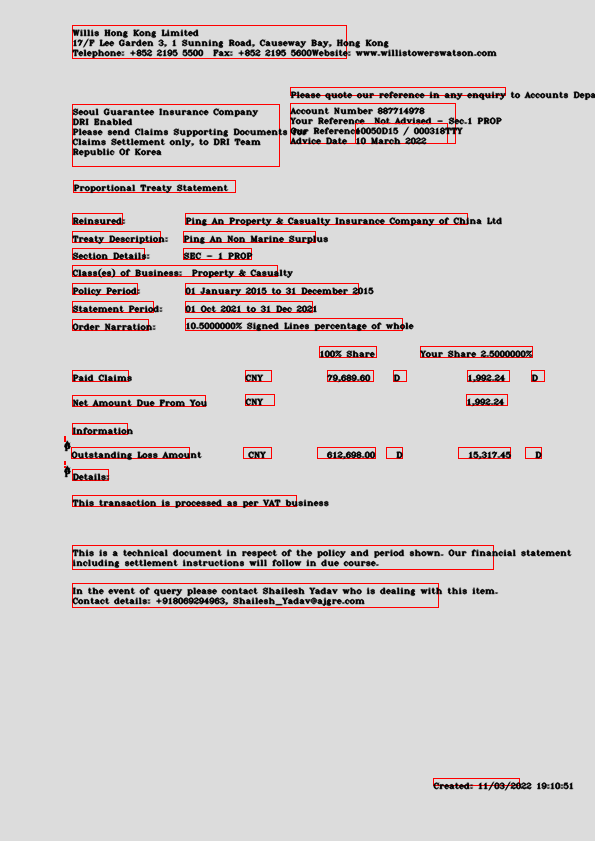 Willis Hong Kong Limited
17/F Lee Garden 3, 1 Sunning Road, Causeway Bay, Hong Kong
Telephone: +852 2195 5500 Fax: +852 2195 5600Website: www.willistowerswatson.com
Please quote our reference in any enquiry to Accounts Depa
Seoul Guarantee Insurance Company
DRI Enabled
Please send Claims Supporting Documents for
Claims Settlement only, to DRI Team
Republic Of Korea
Account Number 887714978
Your Reference Not Advised - Sec.1 PROP
Our Reference 10050D15 / 000318TTY
Advice Date 10 March 2022
Proportional Treaty Statement
Reinsured: Ping An Property & Casualty Insurance Company of China Ltd
Treaty Description: Ping An Non Marine Surplus
Section Details: SEC - 1 PROP
Class(es) of Business: Property & Casualty
Policy Period: 01 January 2015 to 31 December 2015
Statement Period: 01 Oct 2021 to 31 Dec 2021
Order Narration: 10.5000000% Signed Lines percentage of whole
100% Share Your Share 2.5000000%
Paid Claims CNY 79,689.60 D 1,992.24 D
Net Amount Due From You CNY 1,992.24
Information
Outstanding Loss Amount CNY 612,698.00 D 15,317.45 D
Details:
This transaction is processed as per VAT business
This is a technical document in respect of the policy and period shown. Our financial statement
including settlement instructions will follow in due course.
In the event of query please contact Shailesh Yadav who is dealing with this item.
Contact details: +918069294963, Shailesh_Yadav@ajgre.com
Created: 11/03/2022 19:10:51